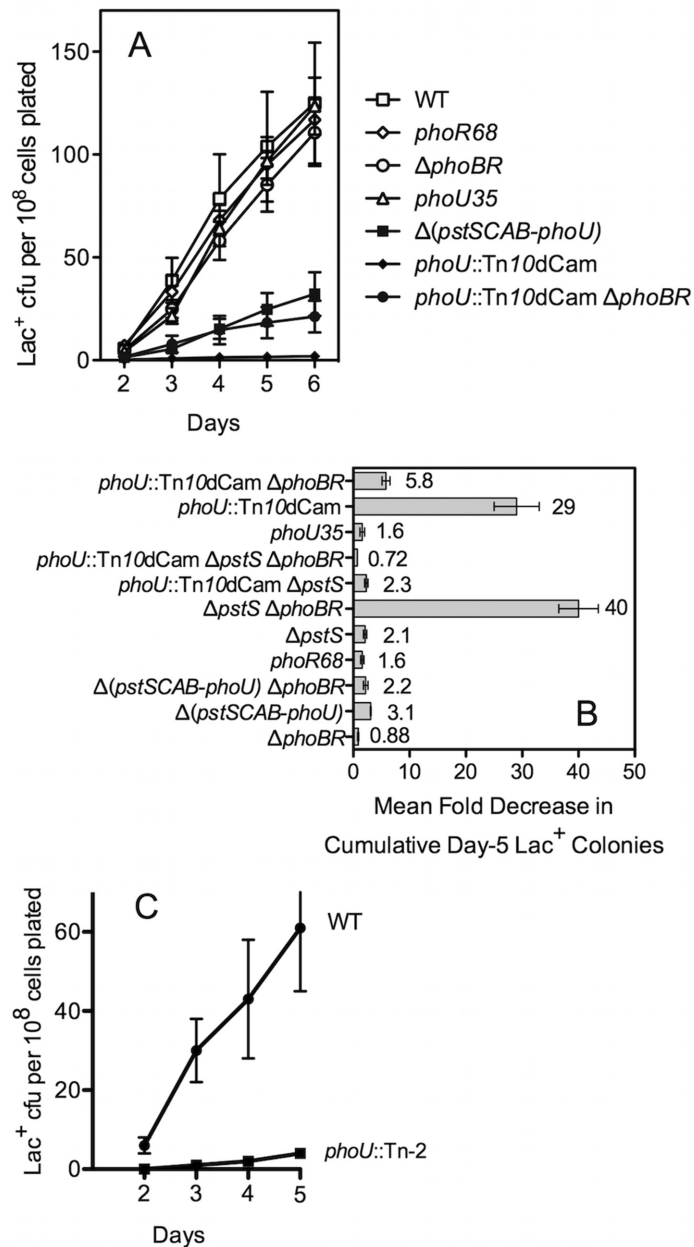 A
150
100
50
0
Lac⁺ cfu per 10⁸ cells plated
2 3 4 5 6
Days
WT
phoR68
ΔphoBR
phoU35
Δ(pstSCAB-phoU)
phoU::Tn10dCam
phoU::Tn10dCam ΔphoBR
phoU::Tn10dCam ΔphoBR 5.8
phoU::Tn10dCam 29
phoU35 1.6
phoU::Tn10dCam ΔpstS ΔphoBR 0.72
phoU::Tn10dCam ΔpstS 2.3
ΔpstS ΔphoBR 40
ΔpstS 2.1
phoR68 1.6
Δ(pstSCAB-phoU) ΔphoBR 2.2
Δ(pstSCAB-phoU) 3.1
ΔphoBR 0.88
B
0 10 20 30 40 50
Mean Fold Decrease in
Cumulative Day-5 Lac⁺ Colonies
C
60
40
20
0
Lac⁺ cfu per 10⁸ cells plated
WT
phoU::Tn-2
2 3 4 5
Days